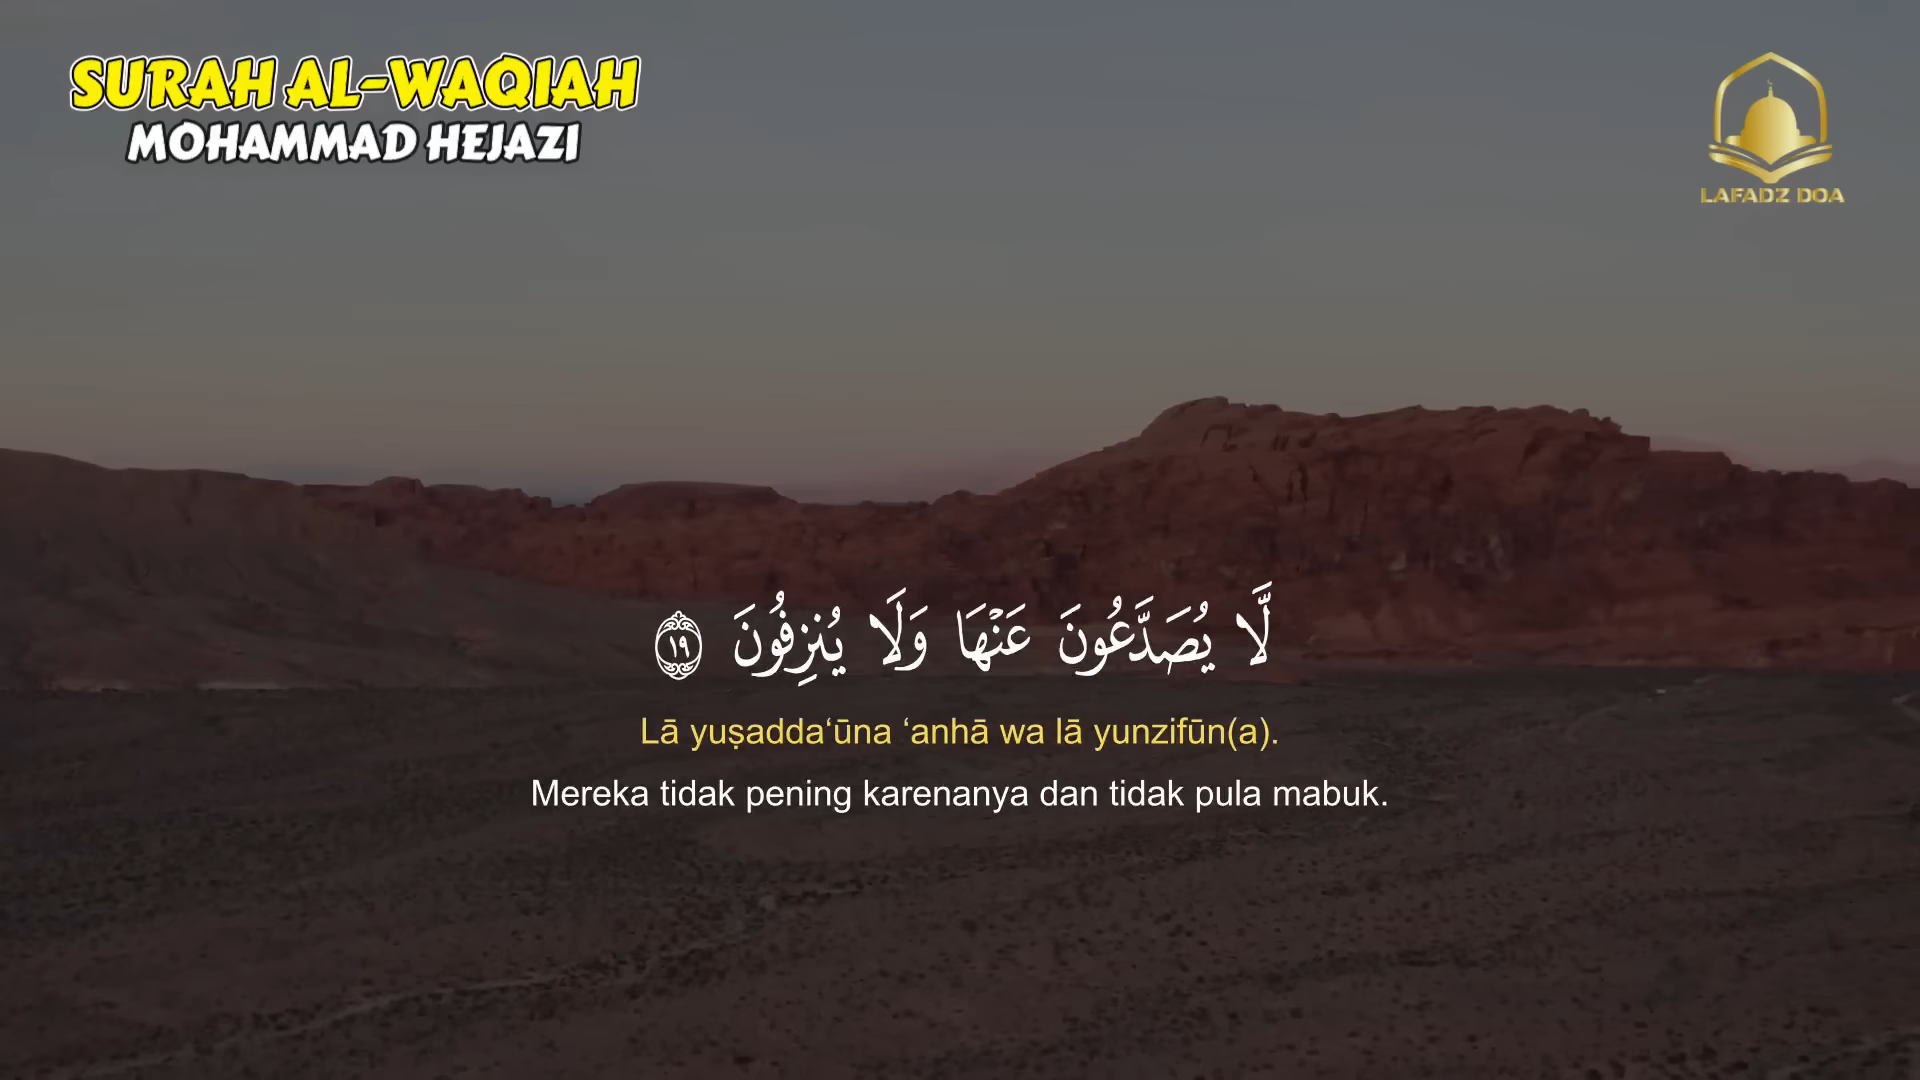 SURAH AL-WAQIAH
MOHAMMAD HEJAZI
LAFADZ DOA
لَّا يُصَدَّعُونَ عَنْهَا وَلَا يُنزِفُونَ ١٩
Lā yuṣadda‘ūna ‘anhā wa lā yunzifūn(a).
Mereka tidak pening karenanya dan tidak pula mabuk.